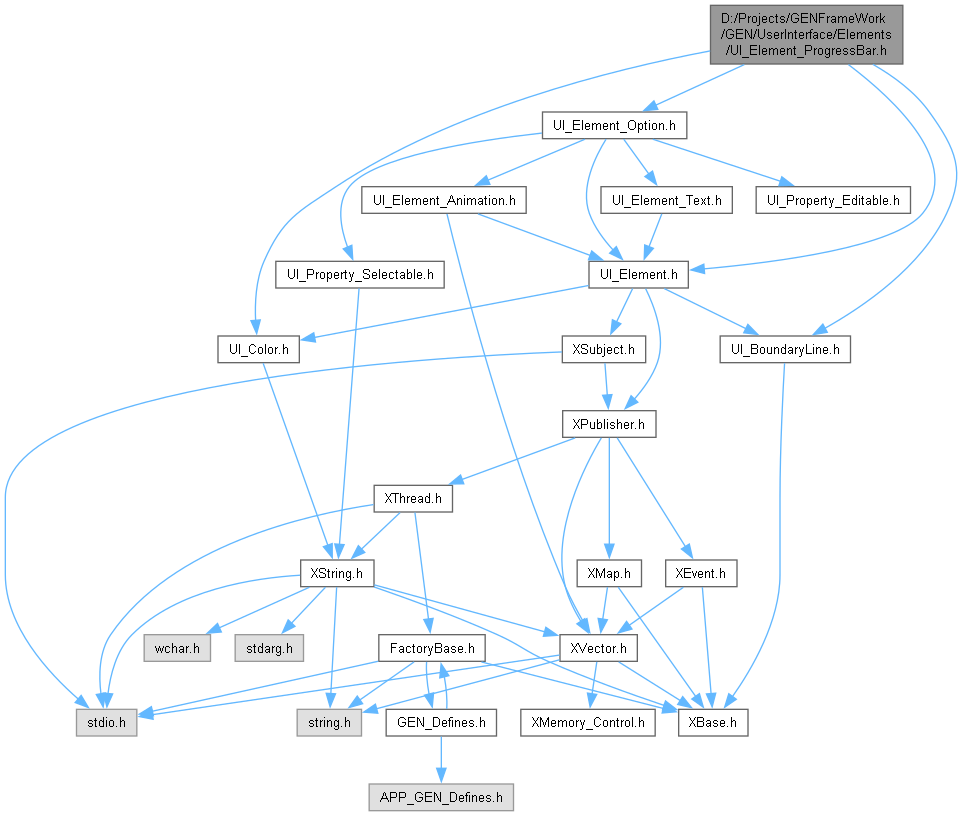 D:/Projects/GENFrameWork
/GEN/UserInterface/Elements
/UI_Element_ProgressBar.h
UI_Element_Option.h
UI_Element_Animation.h
UI_Element_Text.h
UI_Property_Editable.h
UI_Property_Selectable.h
UI_Element.h
UI_Color.h
XSubject.h
UI_BoundaryLine.h
XPublisher.h
XThread.h
XString.h
XMap.h
XEvent.h
wchar.h
stdarg.h
FactoryBase.h
XVector.h
stdio.h
string.h
GEN_Defines.h
XMemory_Control.h
XBase.h
APP_GEN_Defines.h